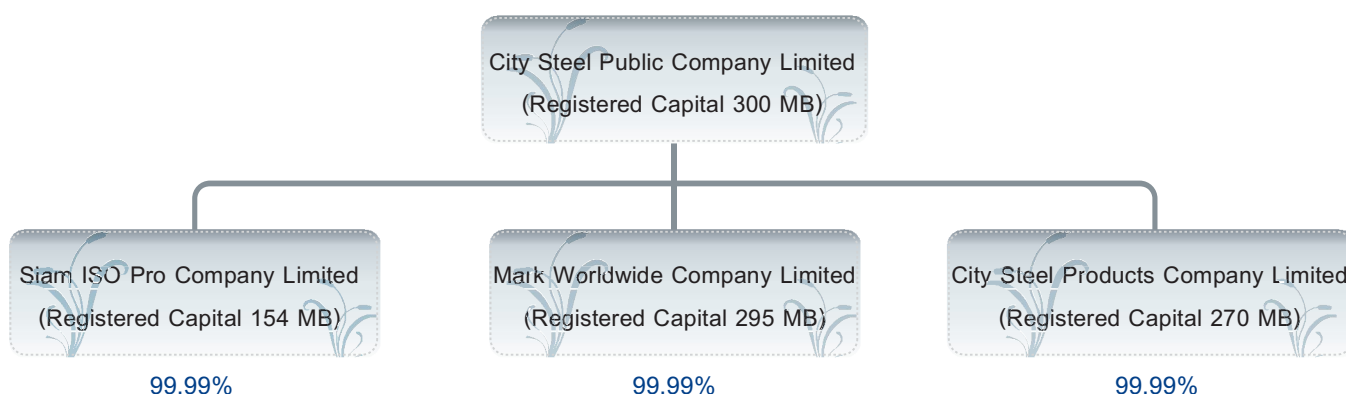 City Steel Public Company Limited
(Registered Capital 300 MB)
Siam ISO Pro Company Limited
(Registered Capital 154 MB)
99.99%
Mark Worldwide Company Limited
(Registered Capital 295 MB)
99.99%
City Steel Products Company Limited
(Registered Capital 270 MB)
99.99%